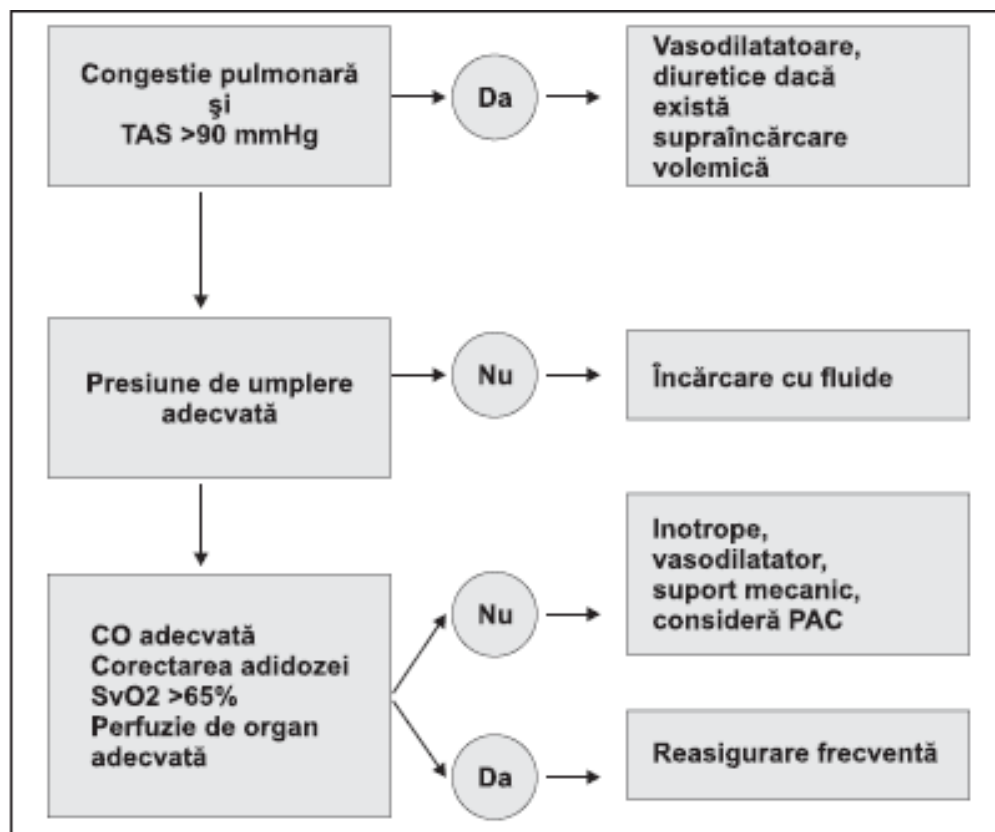 Congestie pulmonară
şi
TAS >90 mmHg
Da
Vasodilatatoare,
diuretice dacă
există
supraîncărcare
volemică
Presiune de umplere
adecvată
Nu
Încărcare cu fluide
CO adecvată
Corectarea adidozei
SvO2 >65%
Perfuzie de organ
adecvată
Nu
Inotrope,
vasodilatator,
suport mecanic,
consideră PAC
Da
Reasigurare frecventă